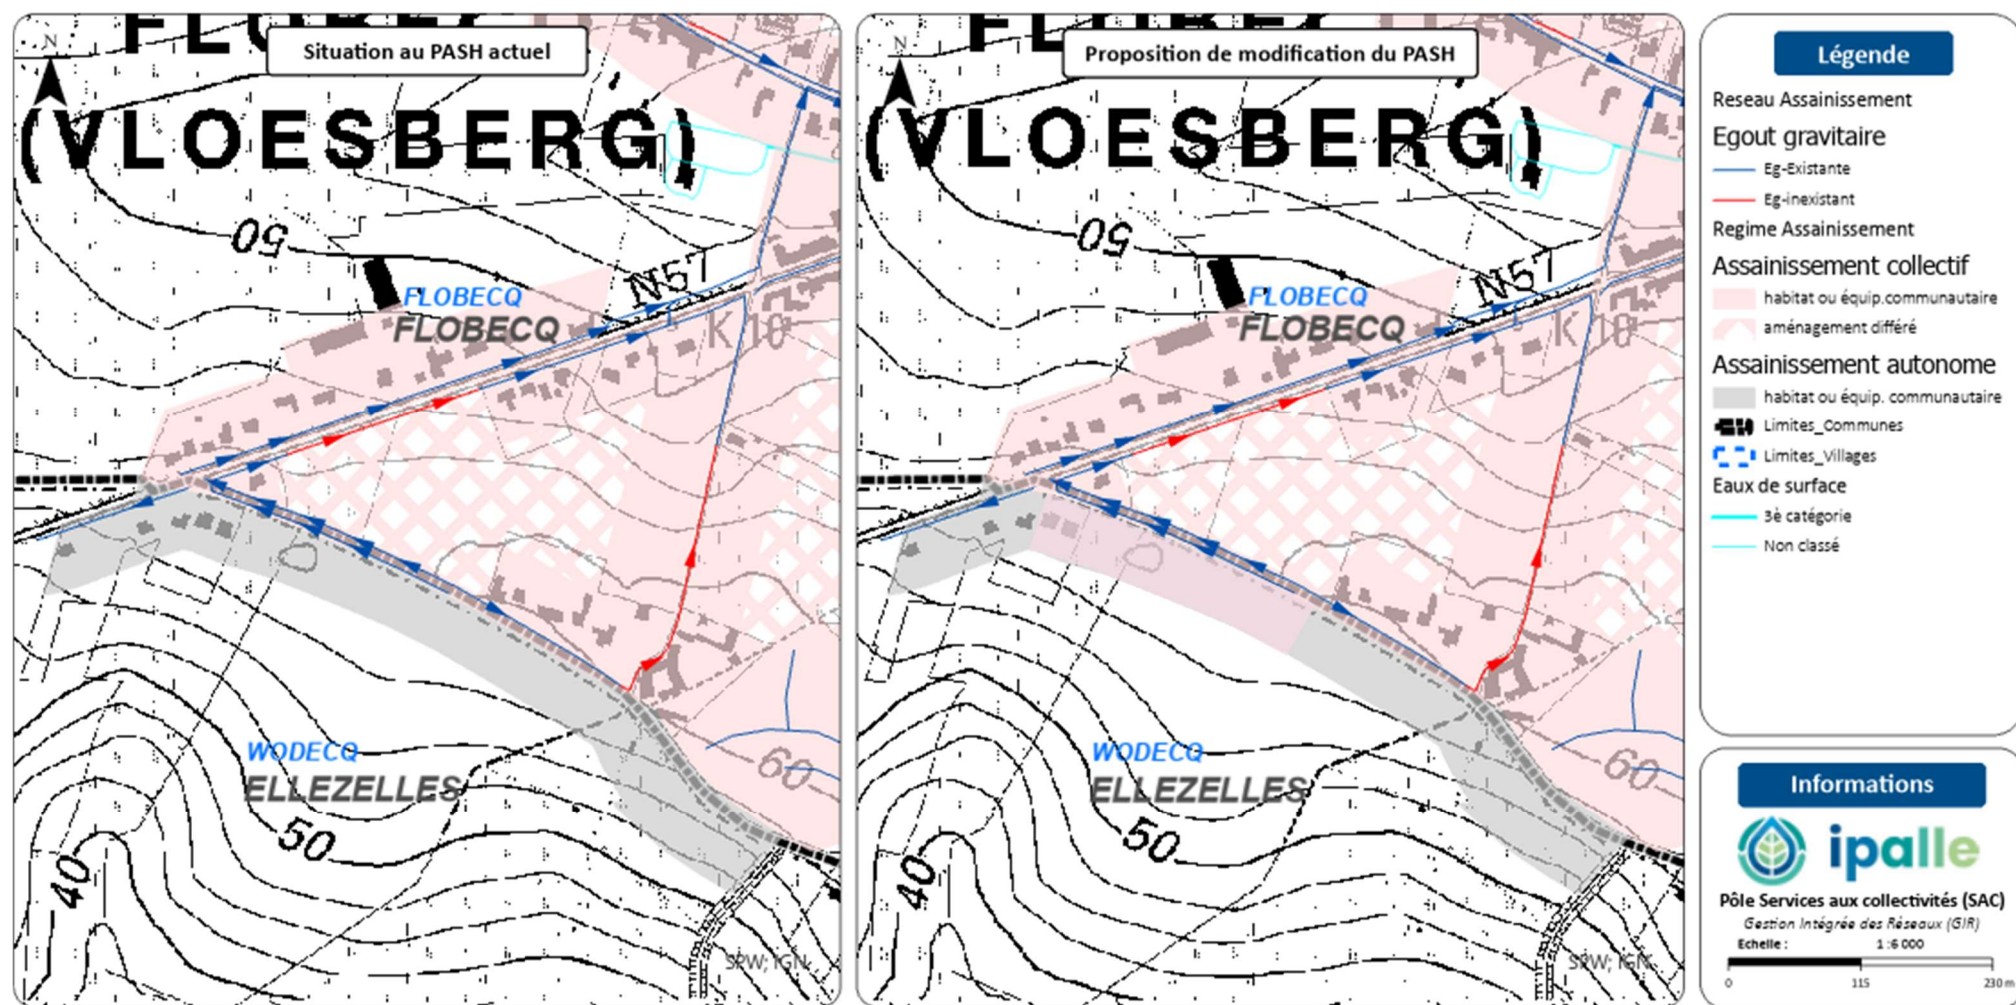 N
Situation au PASH actuel
(VLOESBERG)
50
N57
FLOBECQ
FLOBECQ
K 10
WODECQ
ELLEZELLES
50
40
60
SPW; IGN
N
Proposition de modification du PASH
(VLOESBERG)
50
N57
FLOBECQ
FLOBECQ
K 10
WODECQ
ELLEZELLES
50
40
60
SPW; IGN
Légende
Reseau Assainissement
Egout gravitaire
Eg-Existante
Eg-inexistant
Regime Assainissement
Assainissement collectif
habitat ou équip.communautaire
aménagement différé
Assainissement autonome
habitat ou équip. communautaire
Limites_Communes
Limites_Villages
Eaux de surface
3è catégorie
Non classé
Informations
ipalle
Pôle Services aux collectivités (SAC)
Gestion Intégrée des Réseaux (GIR)
Echelle : 1 :6 000
0 115 230 m